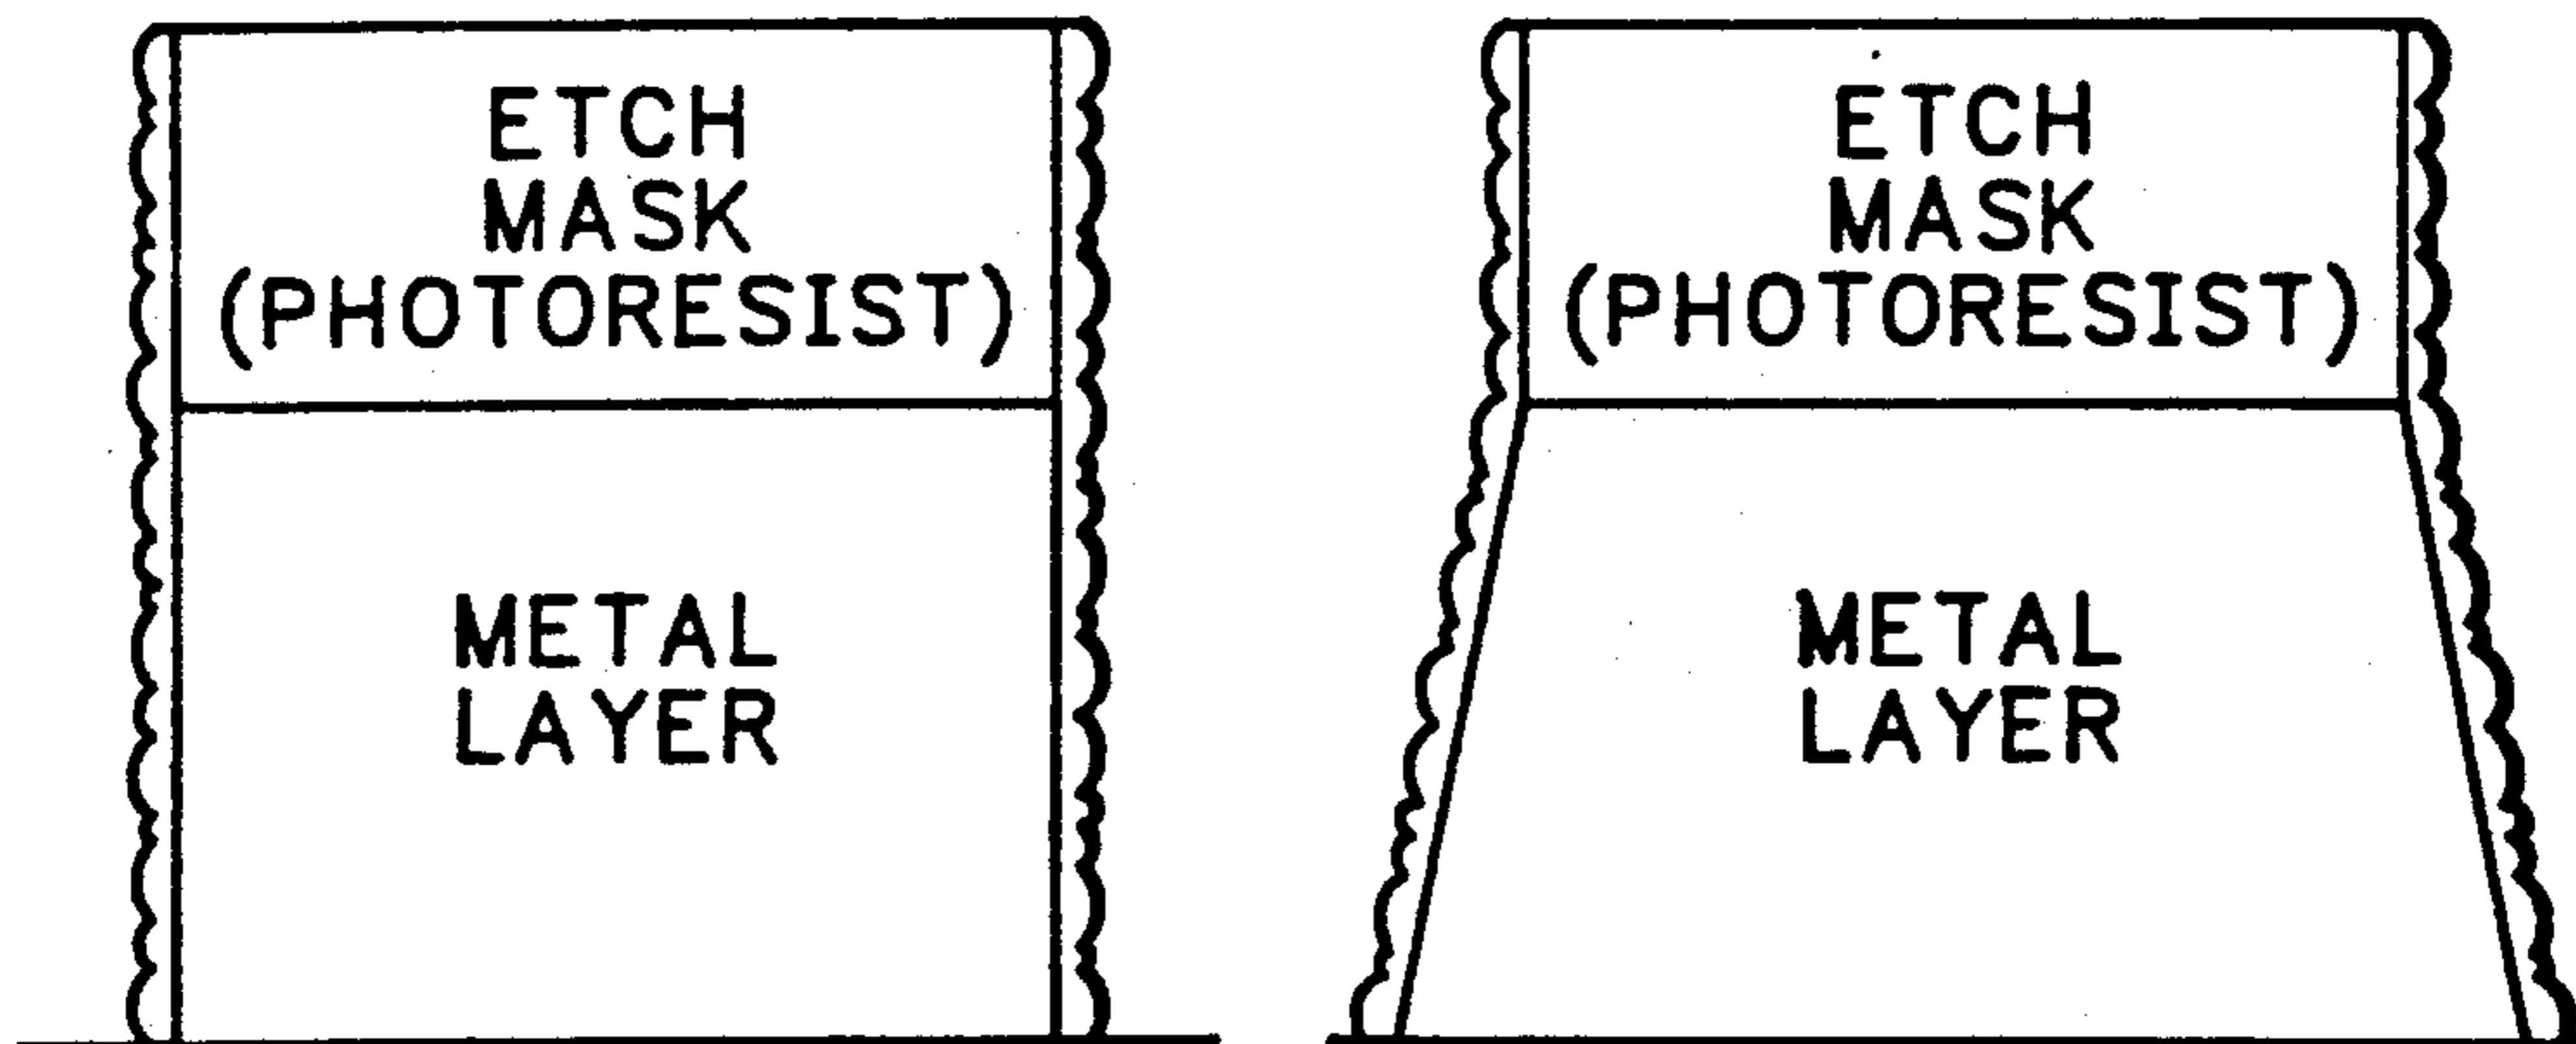 ETCH
MASK
(PHOTORESIST)
METAL
LAYER
ETCH
MASK
(PHOTORESIST)
METAL
LAYER